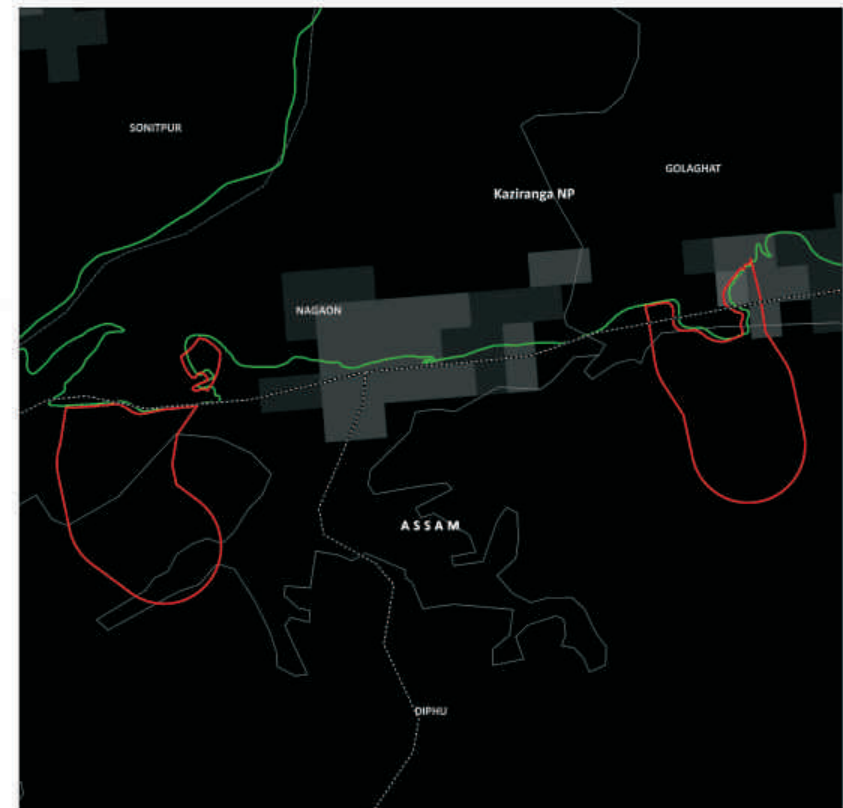 SONITPUR
GOLAGHAT
Kaziranga NP
NAGAON
ASSAM
DIPHU